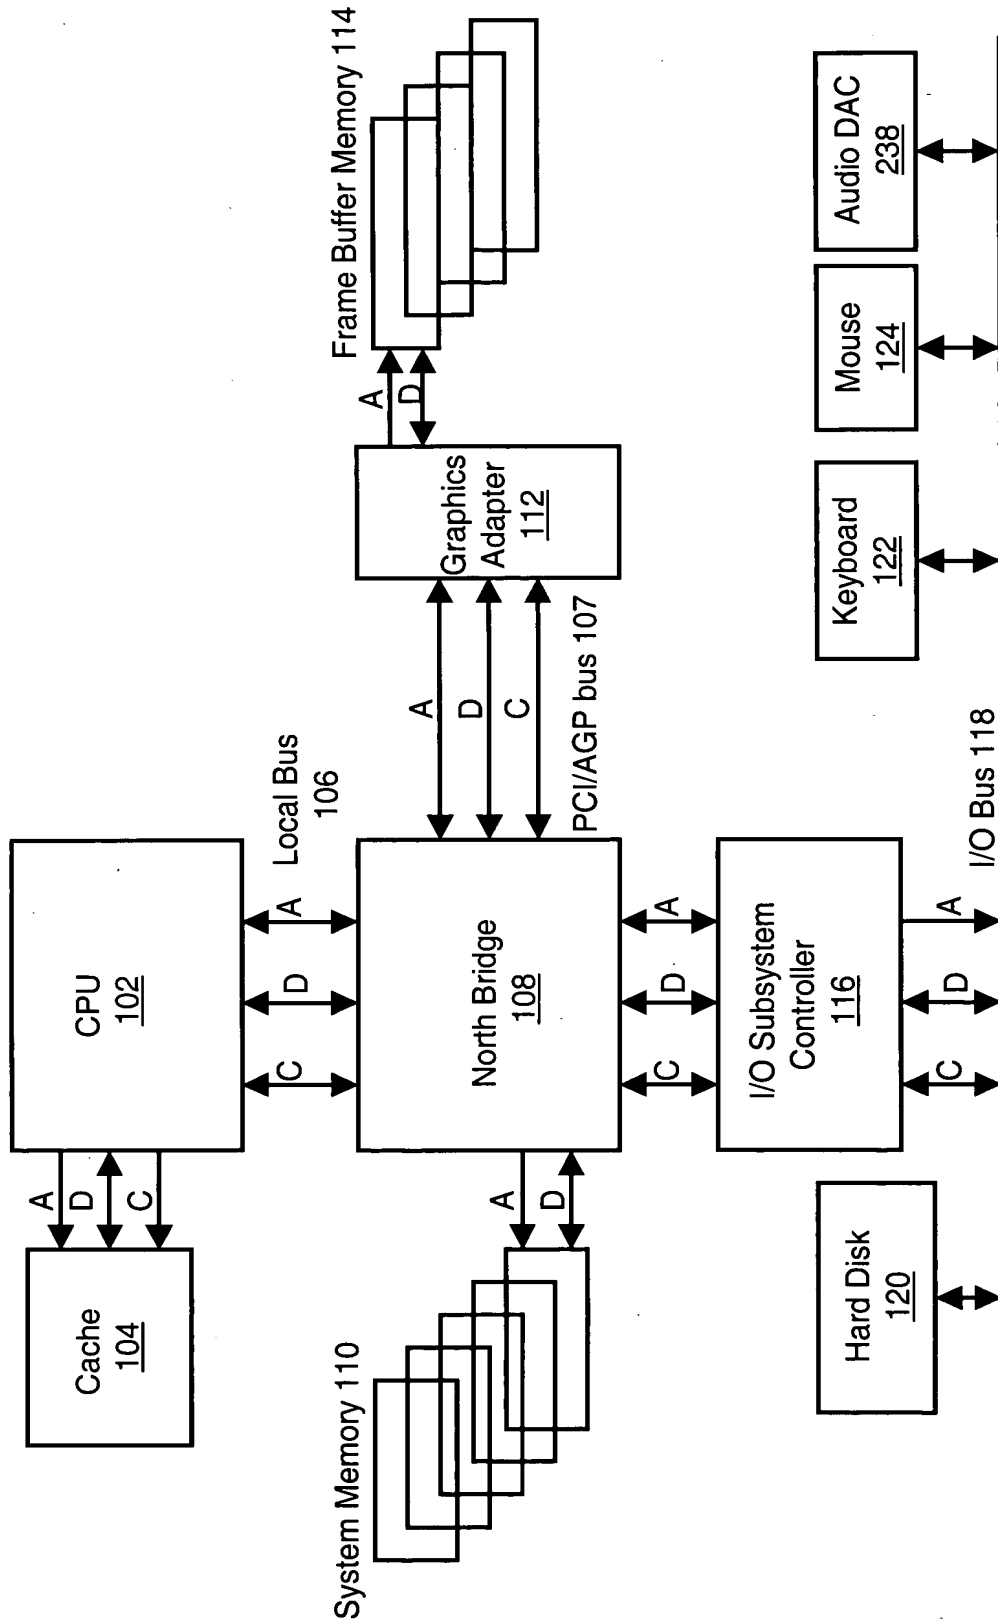 Cache
104
A
D
C
CPU
102
C
D
A
Local Bus
106
System Memory 110
A
D
North Bridge
108
A
D
C
PCI/AGP bus 107
Graphics
Adapter
112
A
D
Frame Buffer Memory 114
C
D
A
I/O Subsystem
Controller
116
C
D
A
I/O Bus 118
Hard Disk
120
Keyboard
122
Mouse
124
Audio DAC
238